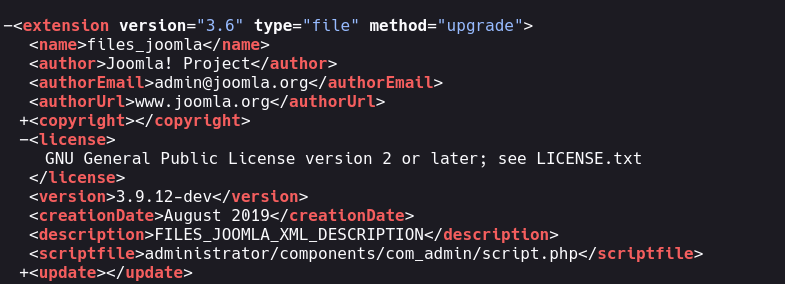 −<extension version="3.6" type="file" method="upgrade">
<name>files_joomla</name>
<author>Joomla! Project</author>
<authorEmail>admin@joomla.org</authorEmail>
<authorUrl>www.joomla.org</authorUrl>
+<copyright></copyright>
−<license>
GNU General Public License version 2 or later; see LICENSE.txt
</license>
<version>3.9.12-dev</version>
<creationDate>August 2019</creationDate>
<description>FILES_JOOMLA_XML_DESCRIPTION</description>
<scriptfile>administrator/components/com_admin/script.php</scriptfile>
+<update></update>